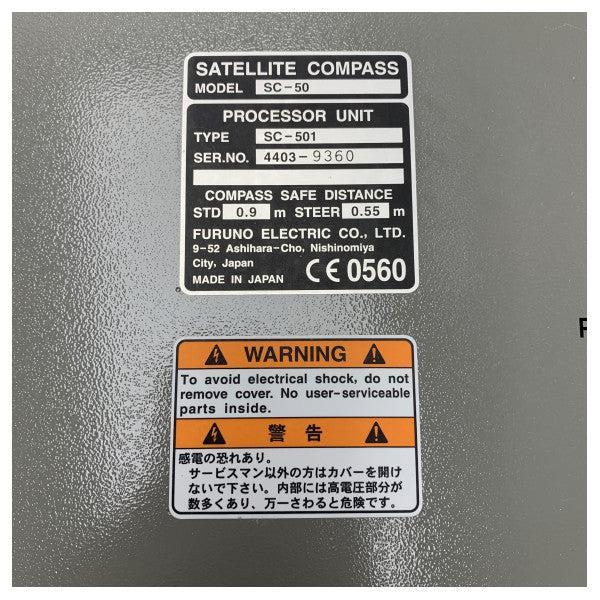 SATELLITE COMPASS
MODEL SC-50
PROCESSOR UNIT
TYPE SC-501
SER.NO. 4403-9360
COMPASS SAFE DISTANCE
STD 0.9 m STEER 0.55 m
FURUNO ELECTRIC CO., LTD.
9-52 Ashihara-Cho, Nishinomiya
City, Japan
MADE IN JAPAN CE 0560
WARNING
To avoid electrical shock, do not
remove cover. No user-serviceable
parts inside.
警告
感電の恐れあり。
サービスマン以外の方はカバーを開け
ないで下さい。内部には高電圧部分が
数多くあり、万一さわると危険です。